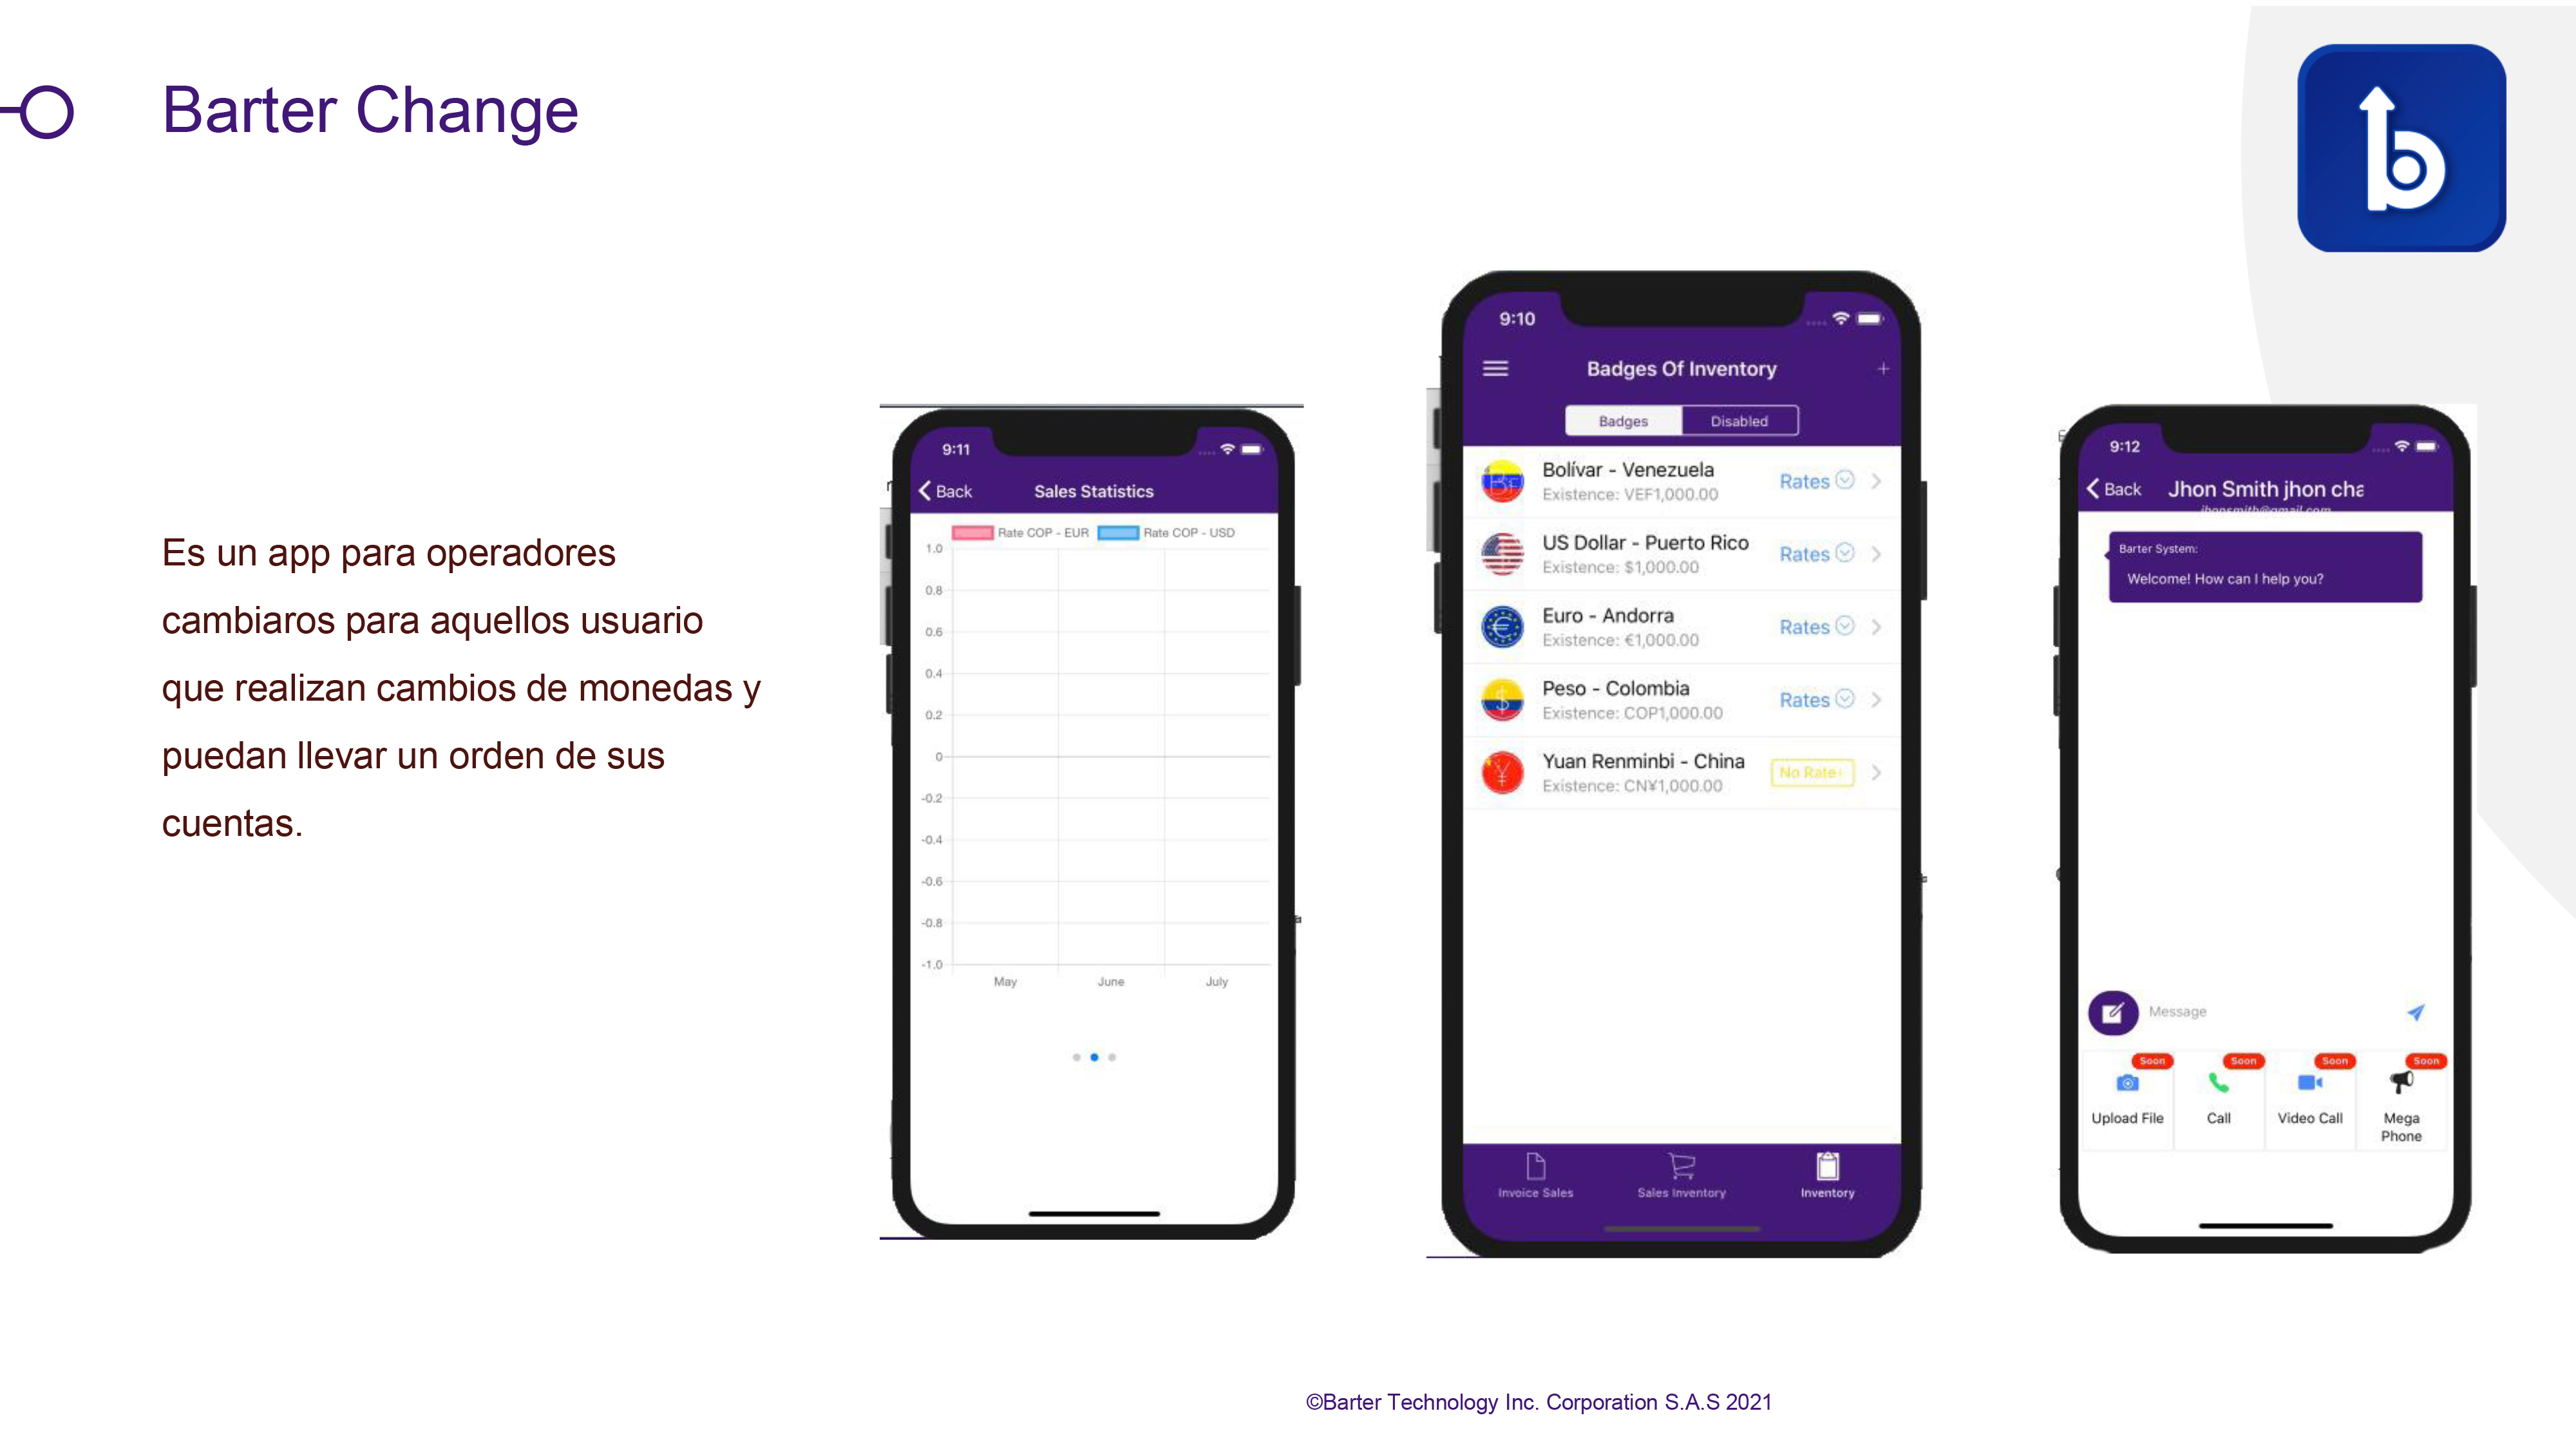 Barter Change
Es un app para operadores
cambiaros para aquellos usuario
que realizan cambios de monedas y
puedan llevar un orden de sus
cuentas.
9:11
Back
Sales Statistics
Rate COP - EUR
Rate COP - USD
1.0
0.8
0.6
0.4
0.2
0
-0.2
-0.4
-0.6
-0.8
-1.0
May
June
July
9:10
Badges Of Inventory
+
Badges
Disabled
Bolívar - Venezuela
Existence: VEF1,000.00
Rates
US Dollar - Puerto Rico
Existence: $1,000.00
Rates
Euro - Andorra
Existence: €1,000.00
Rates
Peso - Colombia
Existence: COP1,000.00
Rates
Yuan Renminbi - China
Existence: CN¥1,000.00
No Rate+
Invoice Sales
Sales Inventory
Inventory
9:12
Back
Jhon Smith jhon cha
jhonsmith@gmail.com
Barter System:
Welcome! How can I help you?
Message
Soon
Soon
Soon
Soon
Upload File
Call
Video Call
Mega
Phone
©Barter Technology Inc. Corporation S.A.S 2021